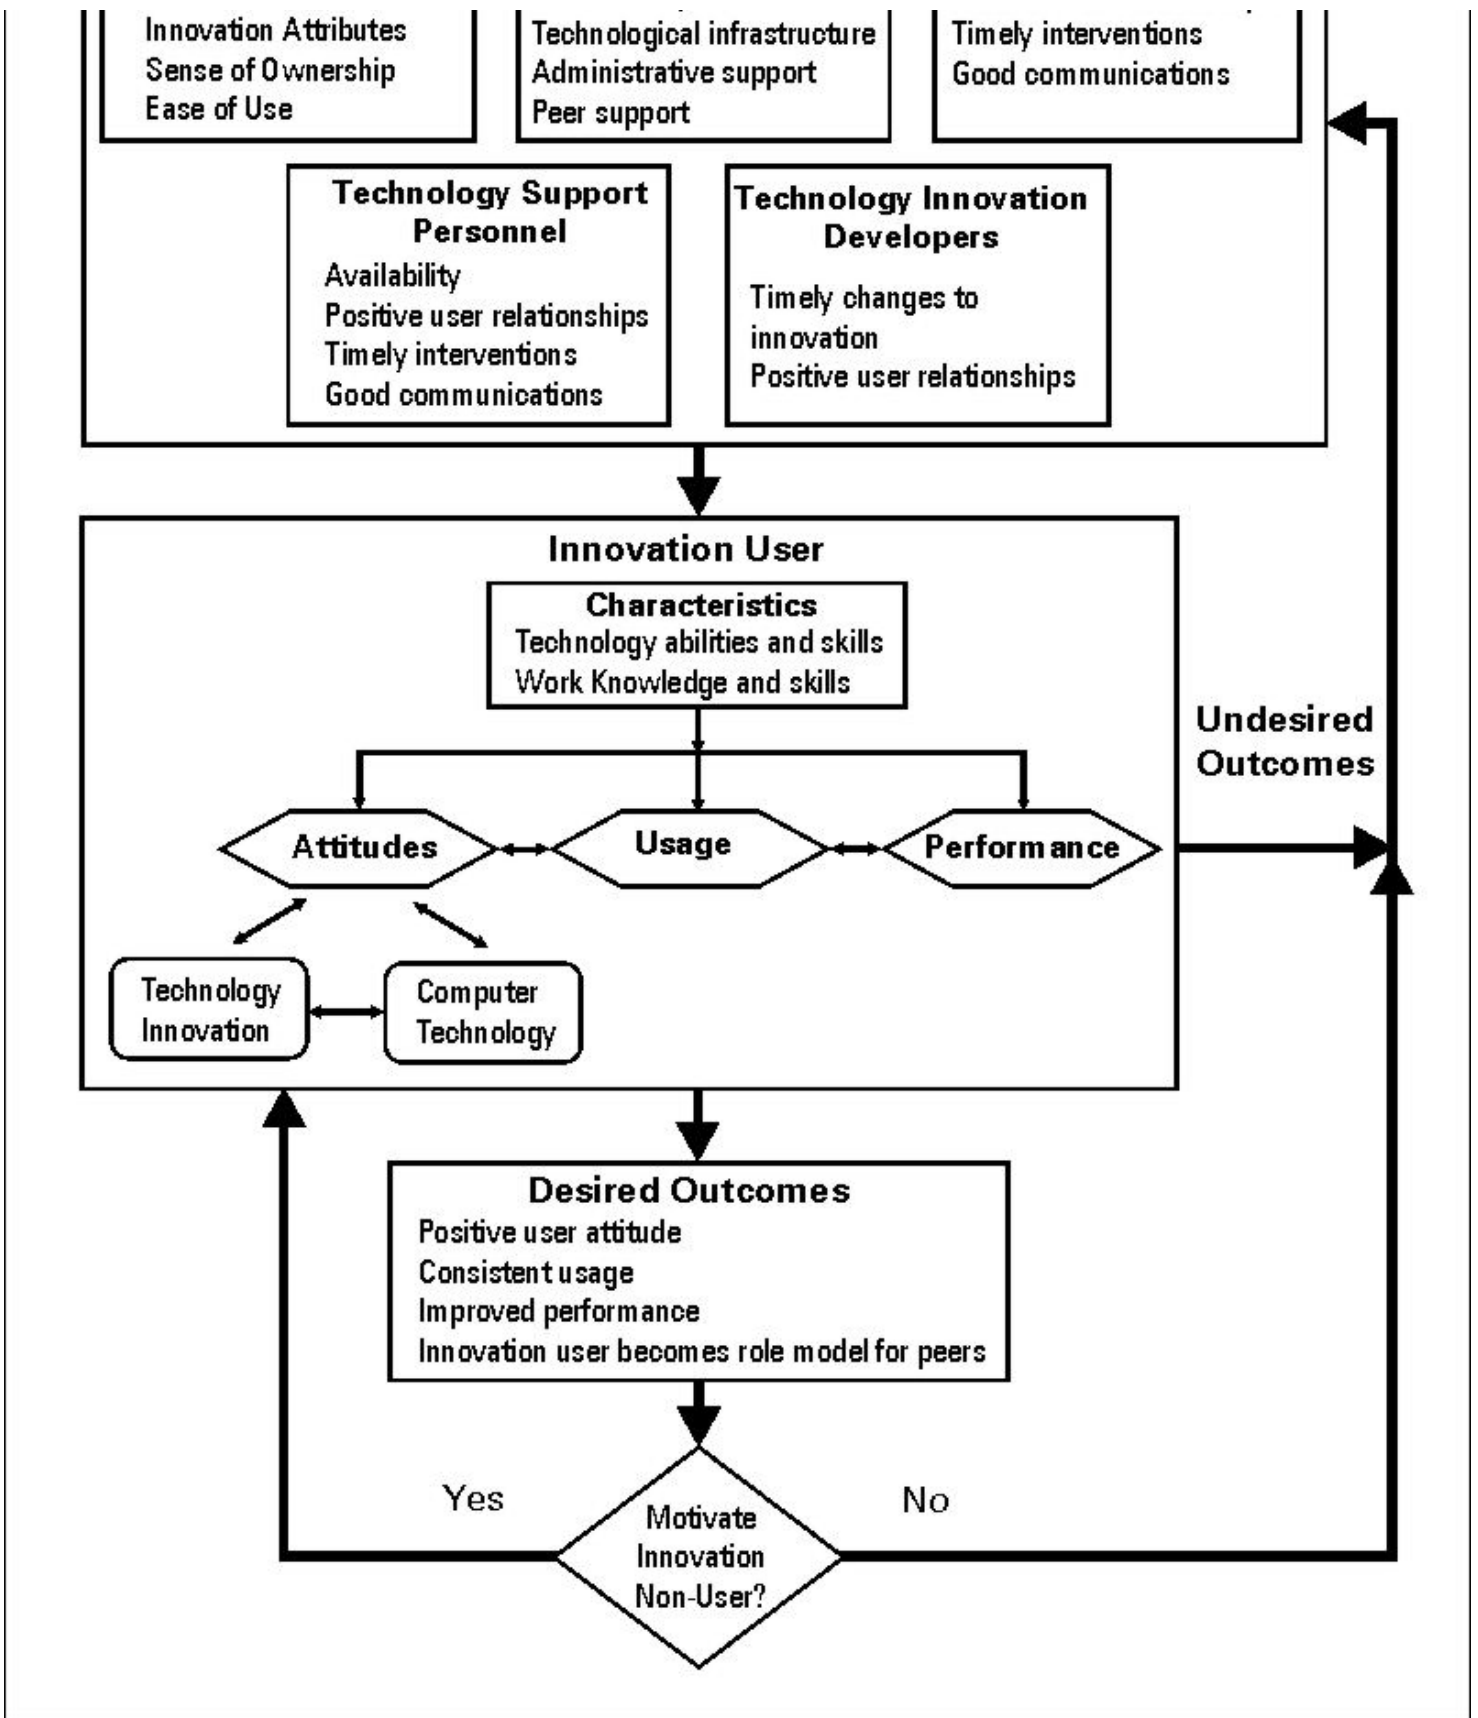 Innovation Attributes
Sense of Ownership
Ease of Use
Technological infrastructure
Administrative support
Peer support
Timely interventions
Good communications
Technology Support
Personnel
Availability
Positive user relationships
Timely interventions
Good communications
Technology Innovation
Developers
Timely changes to
innovation
Positive user relationships
Innovation User
Characteristics
Technology abilities and skills
Work Knowledge and skills
Undesired
Outcomes
Attitudes
Usage
Performance
Technology
Innovation
Computer
Technology
Desired Outcomes
Positive user attitude
Consistent usage
Improved performance
Innovation user becomes role model for peers
Yes
No
Motivate
Innovation
Non-User?